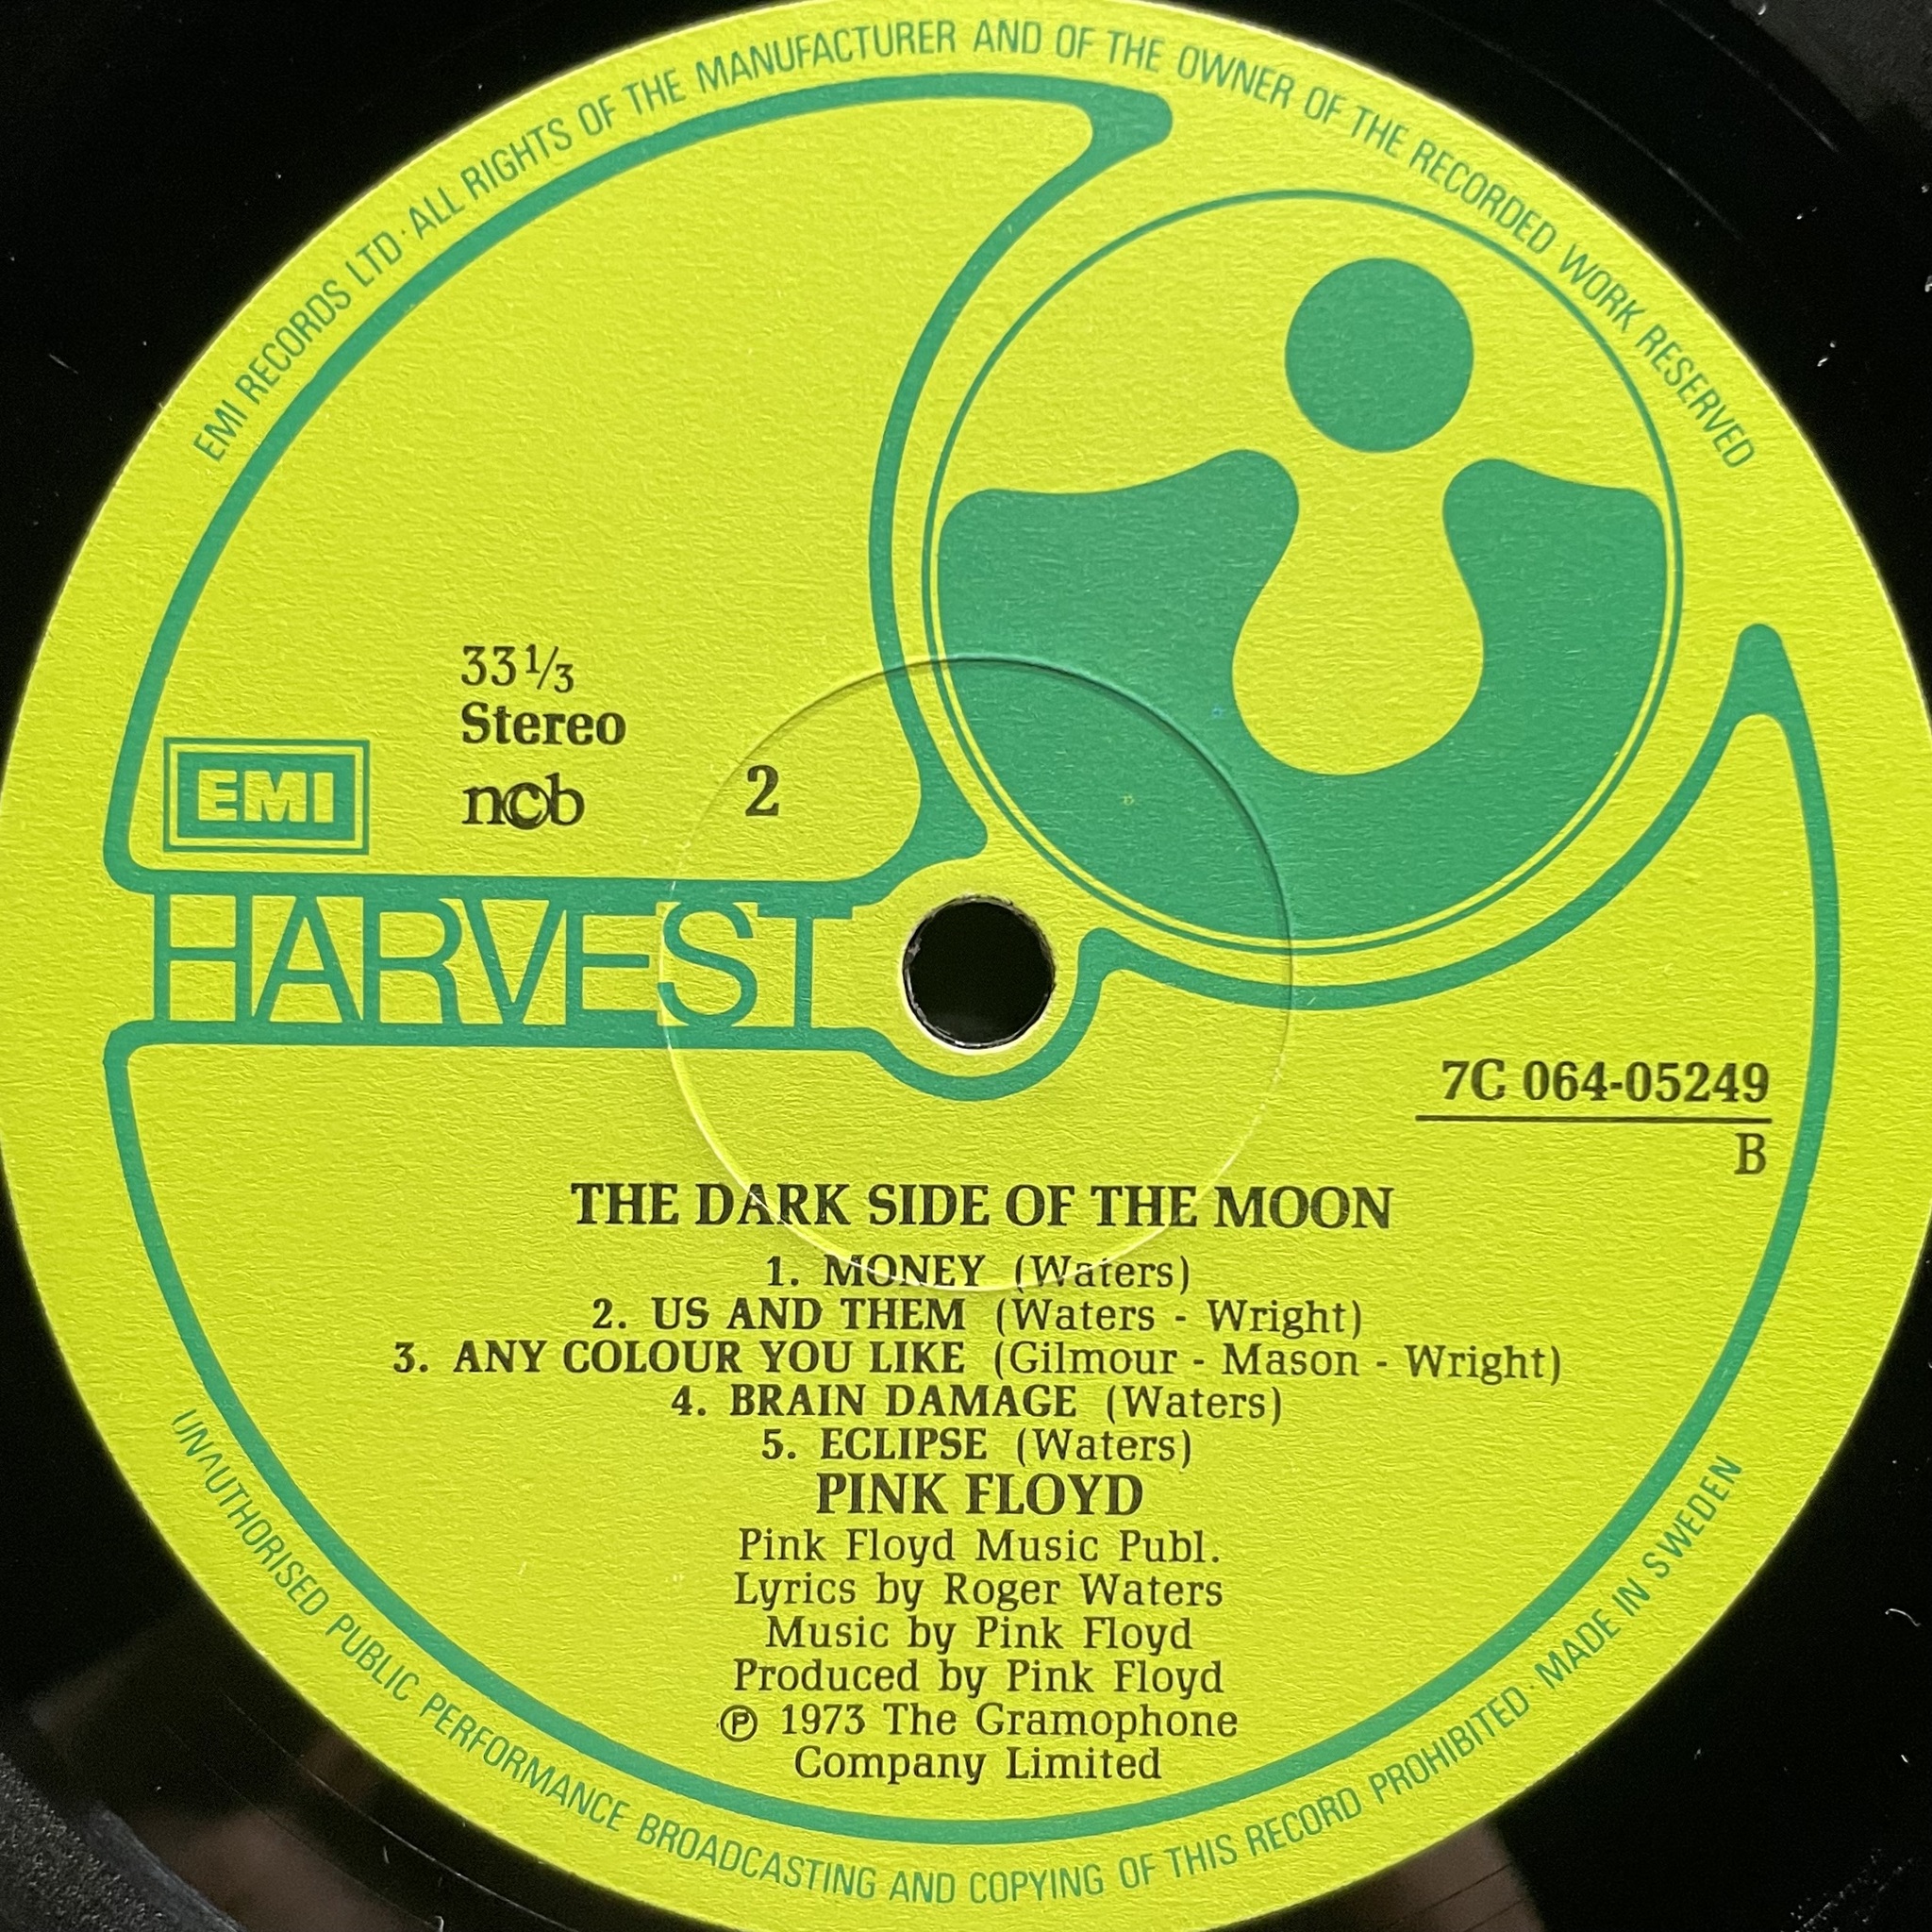 EMI RECORDS LTD · ALL RIGHTS OF THE MANUFACTURER AND OF THE OWNER OF THE RECORDED WORK RESERVED
33 1/3
Stereo
EMI
ncb
2
HARVEST
7C 064-05249
B
THE DARK SIDE OF THE MOON
1. MONEY (Waters)
2. US AND THEM (Waters - Wright)
3. ANY COLOUR YOU LIKE (Gilmour - Mason - Wright)
4. BRAIN DAMAGE (Waters)
5. ECLIPSE (Waters)
PINK FLOYD
Pink Floyd Music Publ.
Lyrics by Roger Waters
Music by Pink Floyd
Produced by Pink Floyd
℗ 1973 The Gramophone
Company Limited
UNAUTHORISED PUBLIC PERFORMANCE BROADCASTING AND COPYING OF THIS RECORD PROHIBITED · MADE IN SWEDEN